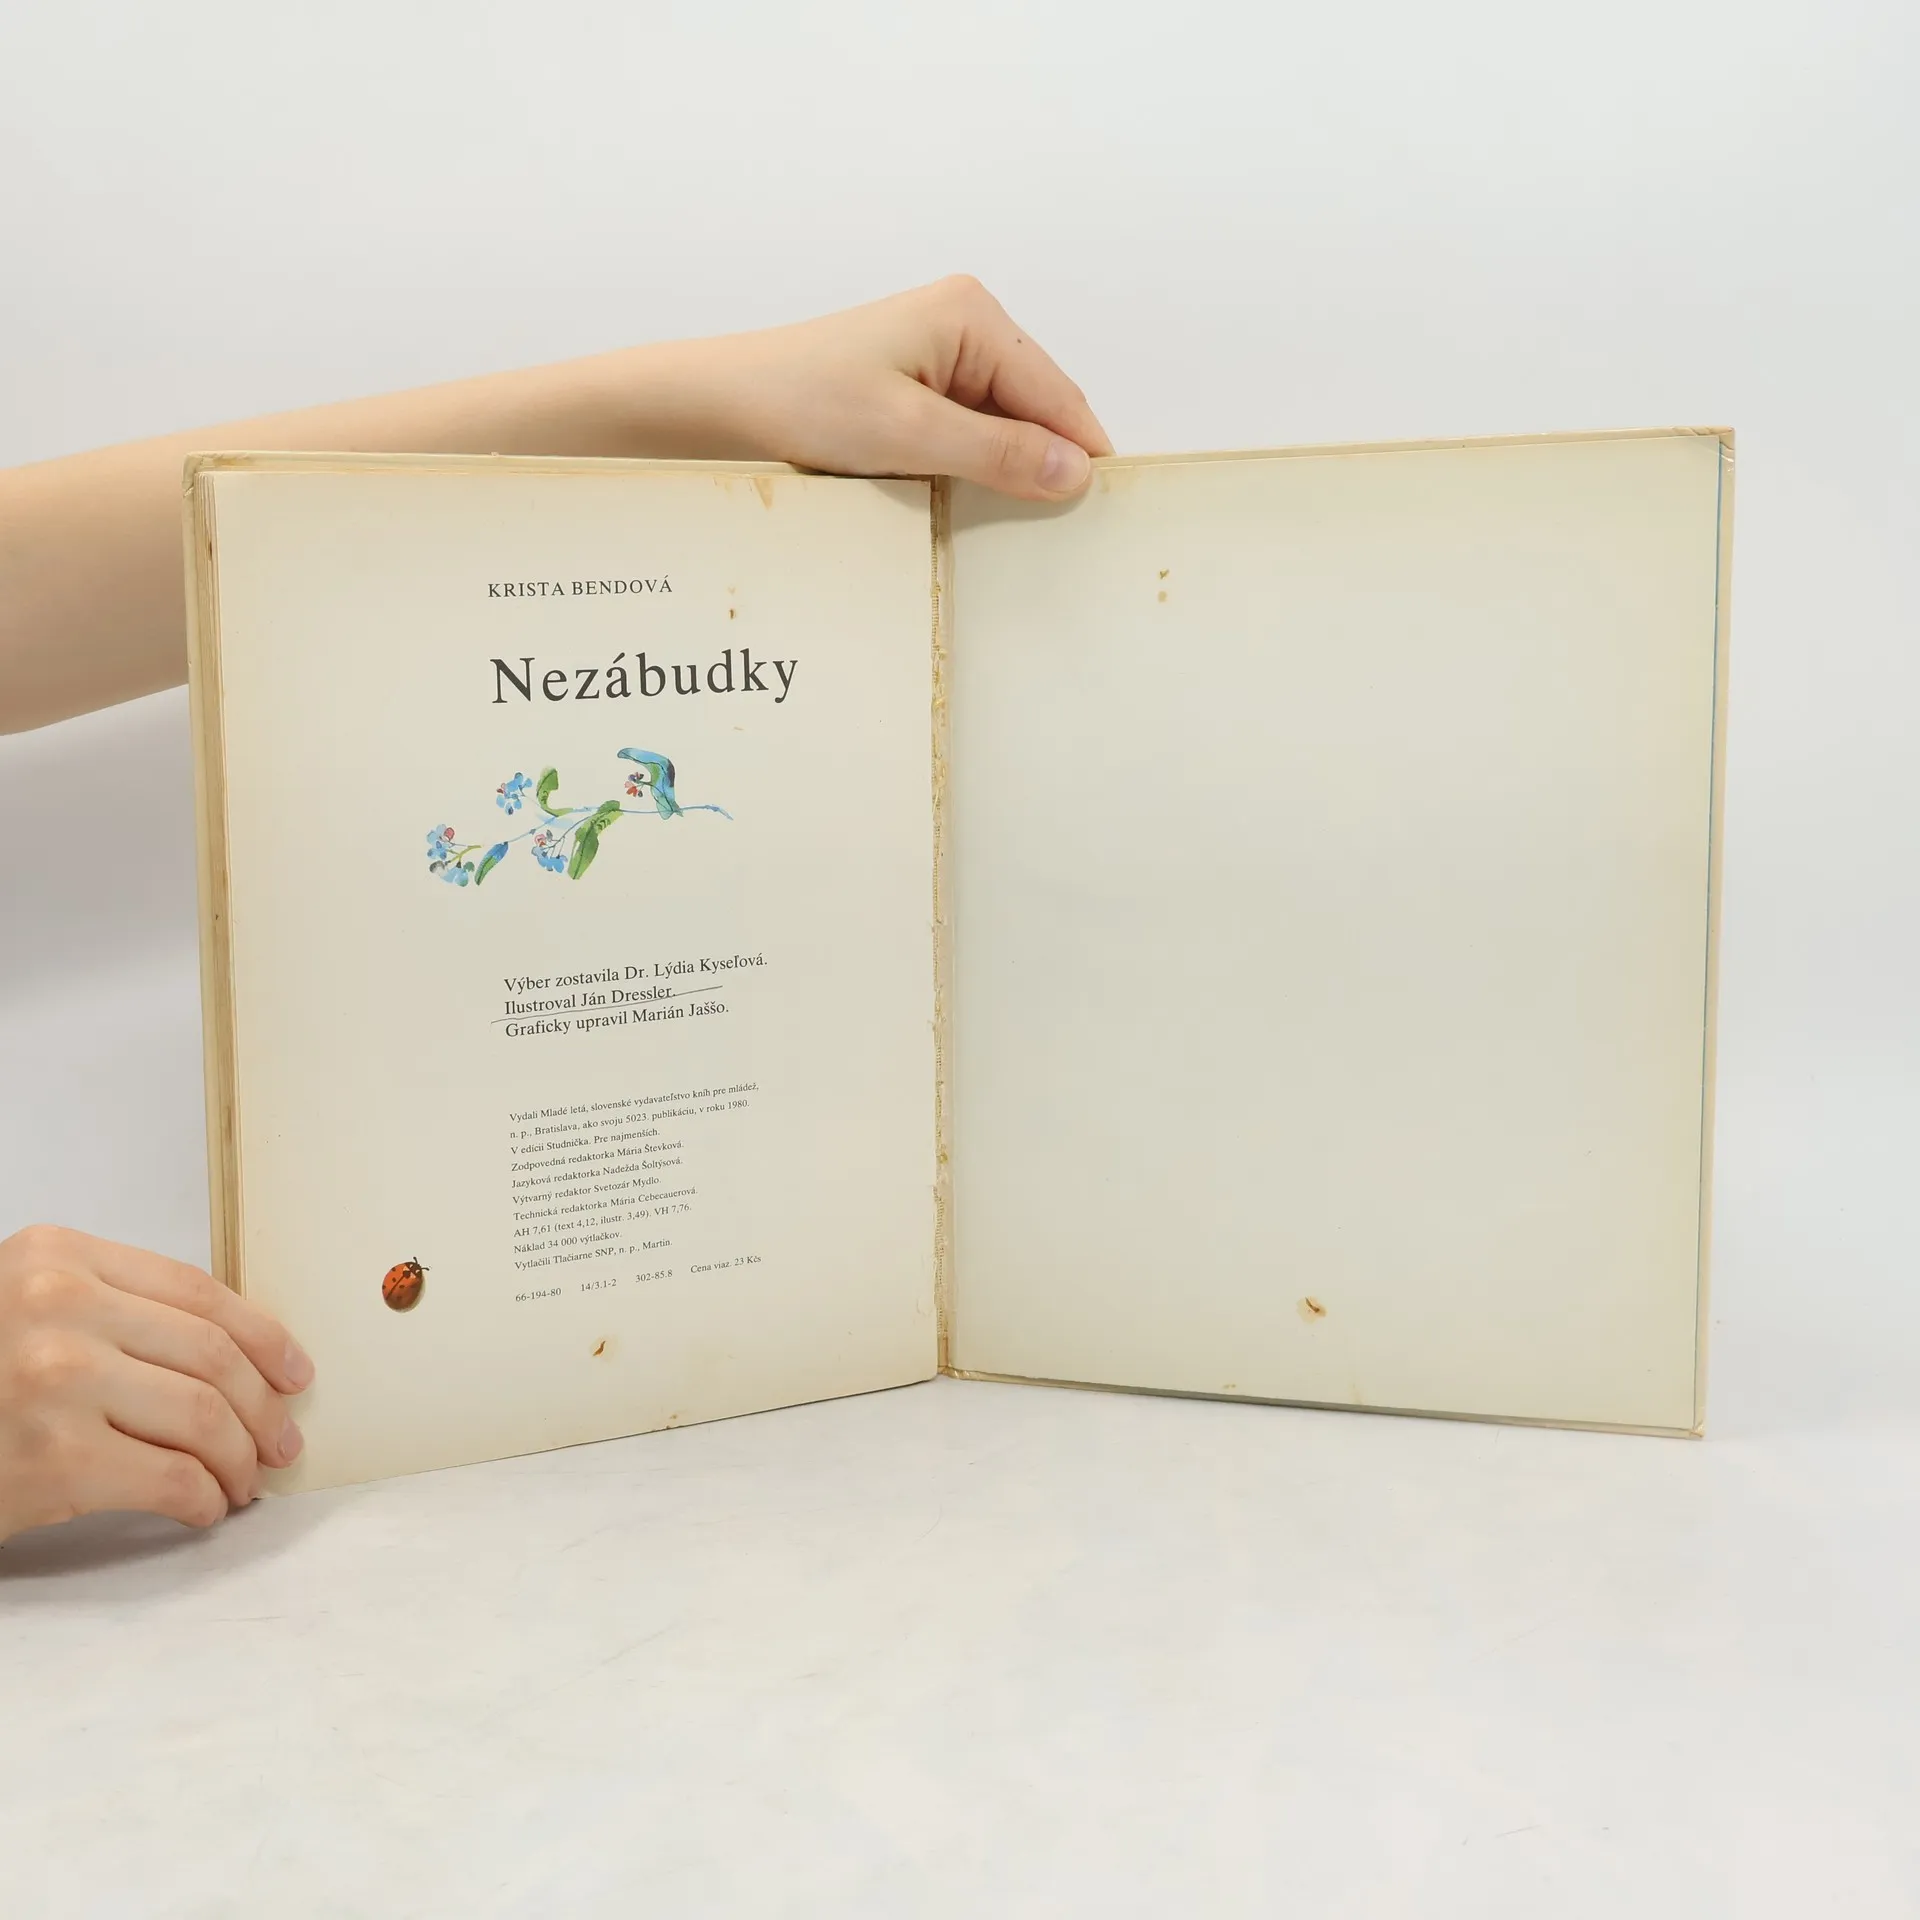 KRISTA BENDOVÁ
Nezábudky
Výber zostavila Dr. Lýdia Kyseľová.
Ilustroval Ján Dressler.
Graficky upravil Marián Jaššo.
Vydali Mladé letá, slovenské vydavateľstvo kníh pre mládež,
n. p., Bratislava, ako svoju 5023. publikáciu, v roku 1980.
V edícii Studnička. Pre najmenších.
Zodpovedná redaktorka Mária Števková.
Jazyková redaktorka Nadežda Šoltýsová.
Výtvarný redaktor Svetozár Mydlo.
Technická redaktorka Mária Cebecauerová.
AH 7,61 (text 4,12, ilustr. 3,49). VH 7,76.
Náklad 34 000 výtlačkov.
Vytlačili Tlačiarne SNP, n. p., Martin.
66-194-80 14/3.1-2 302-85.8 Cena viaz. 23 Kčs